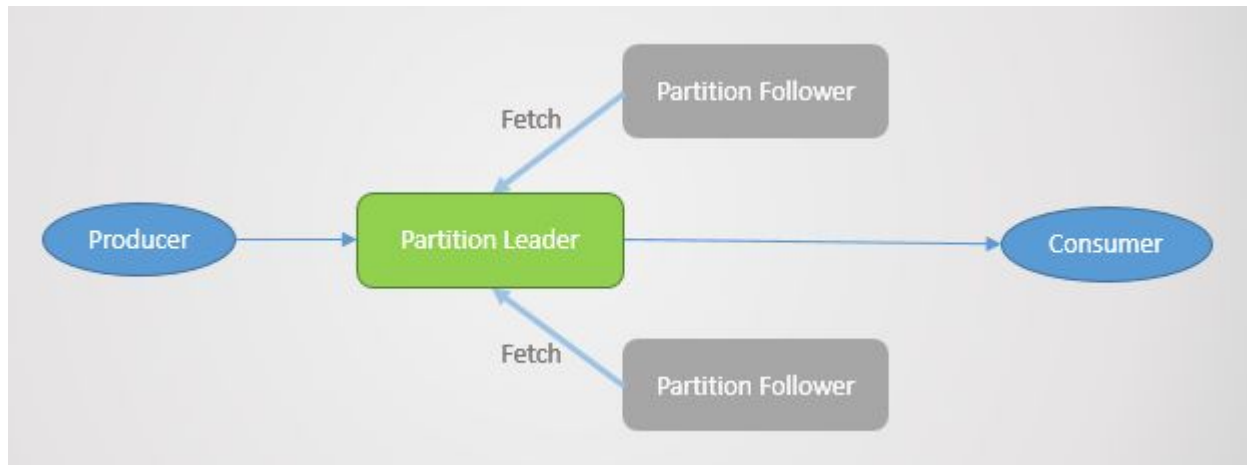 Partition Follower
Fetch
Producer
Partition Leader
Consumer
Fetch
Partition Follower